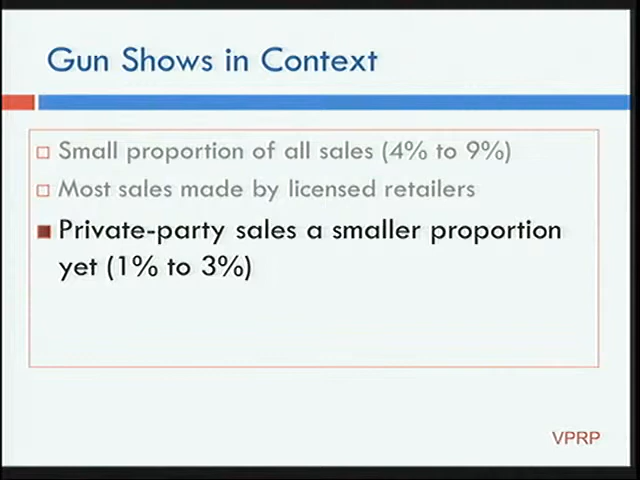 Gun Shows in Context
Small proportion of all sales (4% to 9%)
Most sales made by licensed retailers
Private-party sales a smaller proportion
yet (1% to 3%)
VPRP